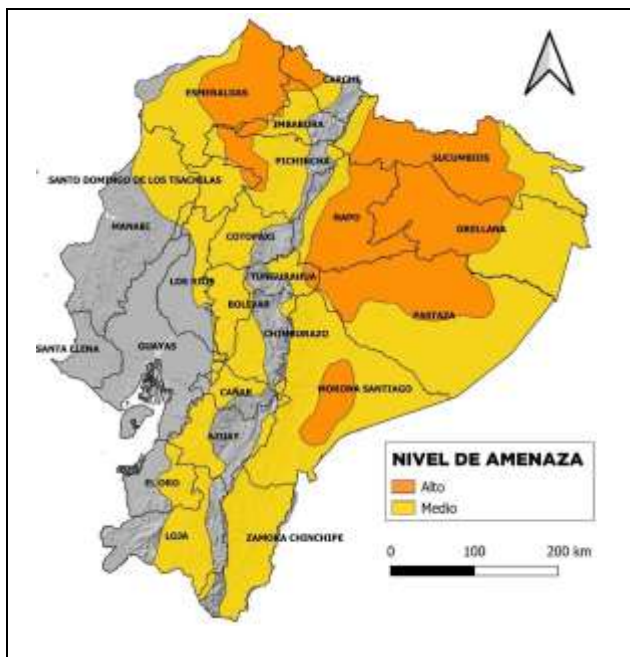 CARCHI
ESMERALDAS
IMBABURA
PICHINCHA
SUCUMBIOS
SANTO DOMINGO DE LOS TSACHILAS
MANABI
NAPO
ORELLANA
COTOPAXI
LOS RIOS
TUNGURAHUA
BOLIVAR
PASTAZA
CHIMBORAZO
SANTA ELENA
GUAYAS
MORONA SANTIAGO
CAÑAR
AZUAY
EL ORO
LOJA
ZAMORA CHINCHIPE
NIVEL DE AMENAZA
Alto
Medio
0 100 200 km